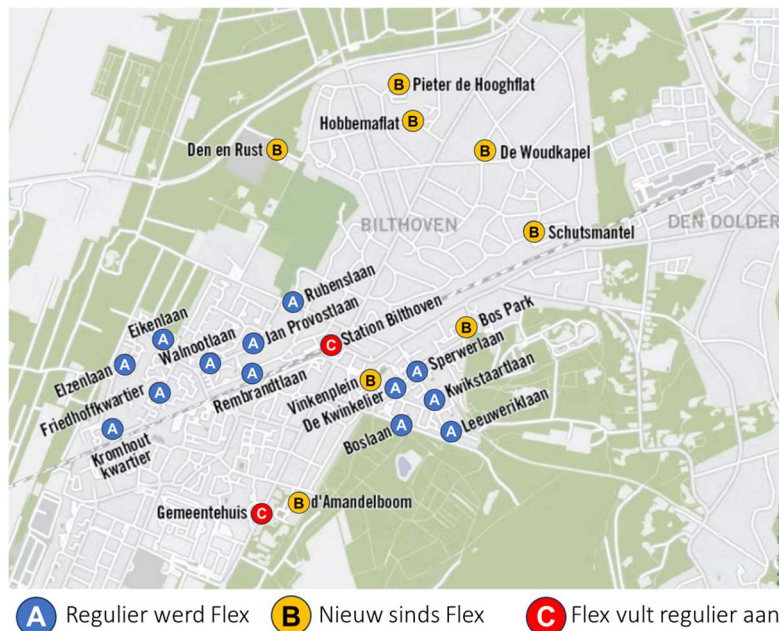 B Pieter de Hooghflat
Hobbemaflat B
Den en Rust B
B De Woudkapel
BILTHOVEN
DEN DOLDER
B Schutsmantel
A Rubenslaan
Eikenlaan
A
Walnootlaan
A
Jan Provostlaan
A
Station Bilthoven
C
B Bos Park
Elzenlaan A
Rembrandtlaan
A
Sperwerlaan
A
Vinkenplein B
De Kwinkelier A
Kwikstaartlaan
A
Friedhoffkwartier A
A
Kromhout
kwartier
Boslaan A
A Leeuweriklaan
Gemeentehuis C
B d'Amandelboom
A Regulier werd Flex
B Nieuw sinds Flex
C Flex vult regulier aan